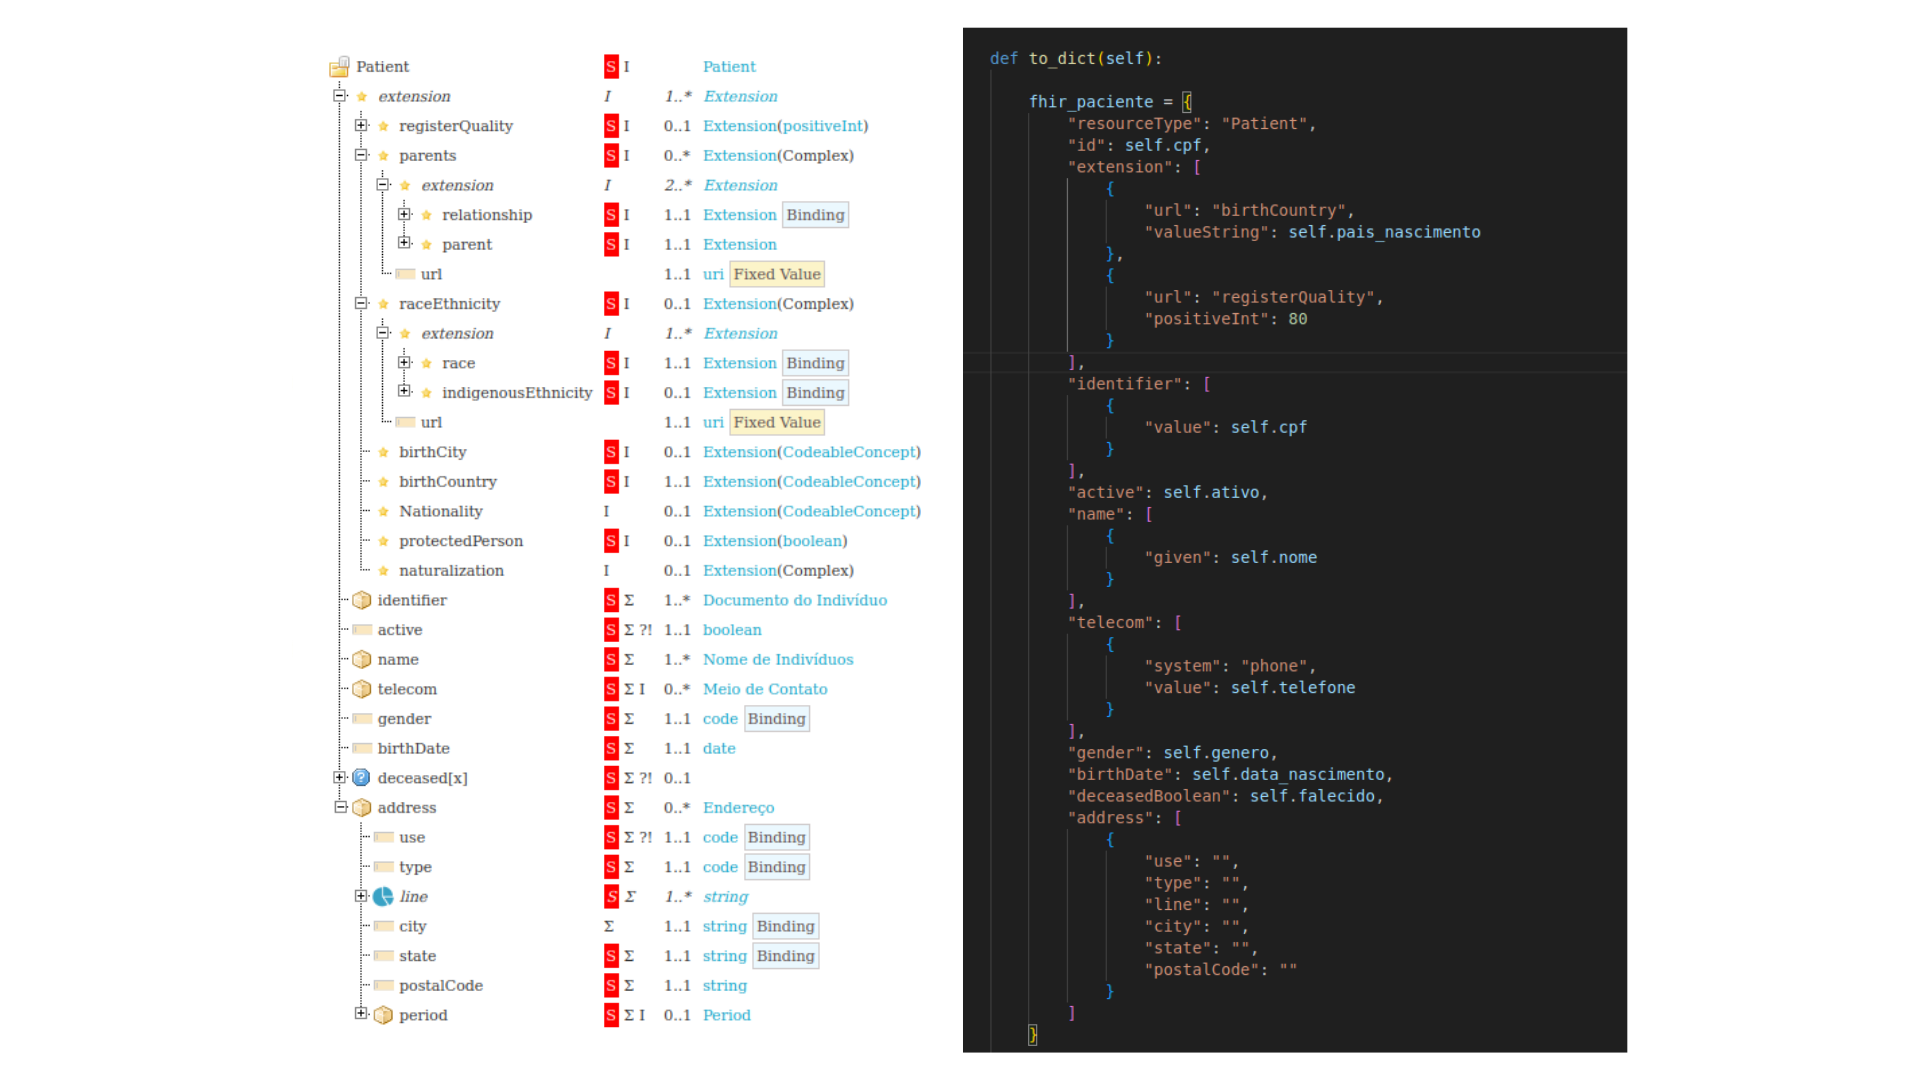 Patient S I Patient
extension I 1..* Extension
registerQuality S I 0..1 Extension(positiveInt)
parents S I 0..* Extension(Complex)
extension I 2..* Extension
relationship S I 1..1 Extension Binding
parent S I 1..1 Extension
url 1..1 uri Fixed Value
raceEthnicity S I 0..1 Extension(Complex)
extension I 1..* Extension
race S I 1..1 Extension Binding
indigenousEthnicity S I 0..1 Extension Binding
url 1..1 uri Fixed Value
birthCity S I 0..1 Extension(CodeableConcept)
birthCountry S I 1..1 Extension(CodeableConcept)
Nationality I 0..1 Extension(CodeableConcept)
protectedPerson S I 0..1 Extension(boolean)
naturalization I 0..1 Extension(Complex)
identifier S Σ 1..* Documento do Indivíduo
active S Σ ?! 1..1 boolean
name S Σ 1..* Nome de Indivíduos
telecom S Σ I 0..* Meio de Contato
gender S Σ 1..1 code Binding
birthDate S Σ 1..1 date
deceased[x] S Σ ?! 0..1
address S Σ 0..* Endereço
use S Σ ?! 1..1 code Binding
type S Σ 1..1 code Binding
line S Σ 1..* string
city Σ 1..1 string Binding
state S Σ 1..1 string Binding
postalCode S Σ 1..1 string
period S Σ I 0..1 Period
def to_dict(self):
fhir_paciente = {
"resourceType": "Patient",
"id": self.cpf,
"extension": [
{
"url": "birthCountry",
"valueString": self.pais_nascimento
},
{
"url": "registerQuality",
"positiveInt": 80
}
],
"identifier": [
{
"value": self.cpf
}
],
"active": self.ativo,
"name": [
{
"given": self.nome
}
],
"telecom": [
{
"system": "phone",
"value": self.telefone
}
],
"gender": self.genero,
"birthDate": self.data_nascimento,
"deceasedBoolean": self.falecido,
"address": [
{
"use": "",
"type": "",
"line": "",
"city": "",
"state": "",
"postalCode": ""
}
]
}